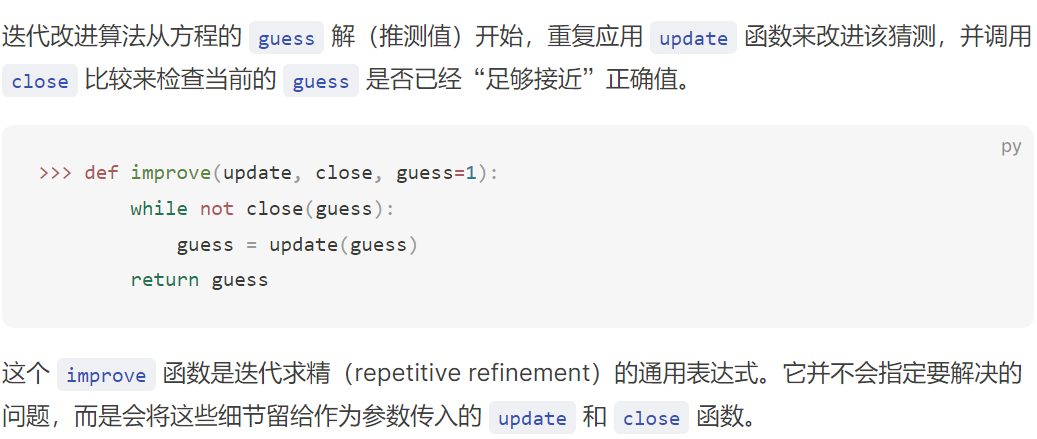 迭代改进算法从方程的 guess 解（推测值）开始，重复应用 update 函数来改进该猜测，并调用
close 比较来检查当前的 guess 是否已经“足够接近”正确值。
py
>>> def improve(update, close, guess=1):
        while not close(guess):
            guess = update(guess)
        return guess
这个 improve 函数是迭代求精（repetitive refinement）的通用表达式。它并不会指定要解决的
问题，而是会将这些细节留给作为参数传入的 update 和 close 函数。